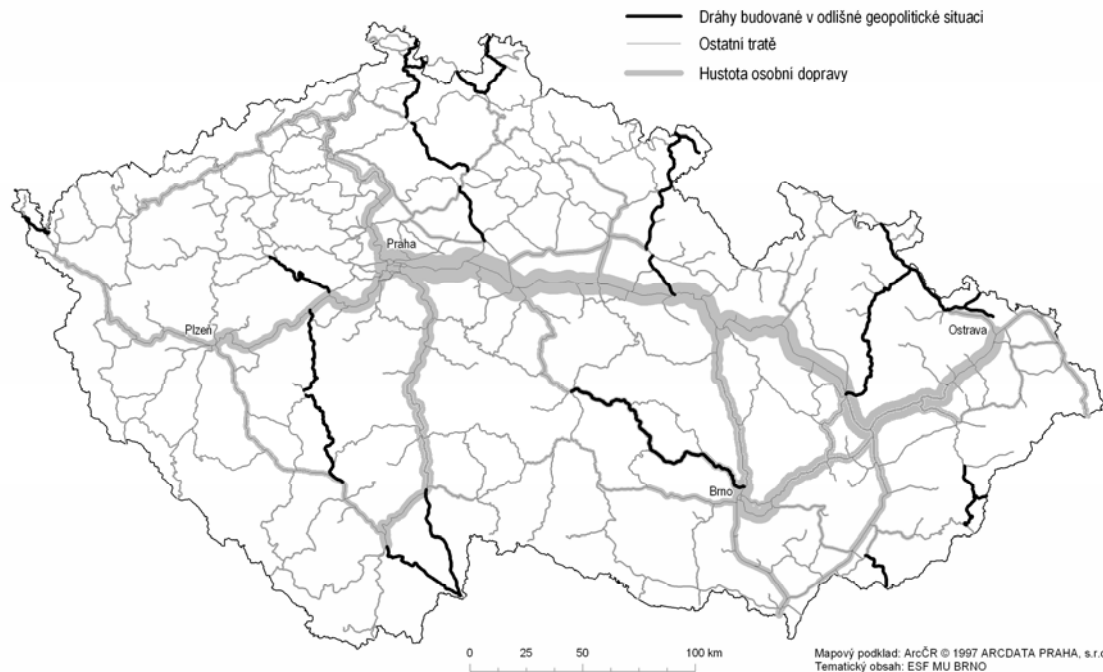 Dráhy budované v odlišné geopolitické situaci
Ostatní tratě
Hustota osobní dopravy
Praha
Plzeň
Ostrava
Brno
0 25 50 100 km
Mapový podklad: ArcČR © 1997 ARCDATA PRAHA, s.r.o
Tematický obsah: ESF MU BRNO